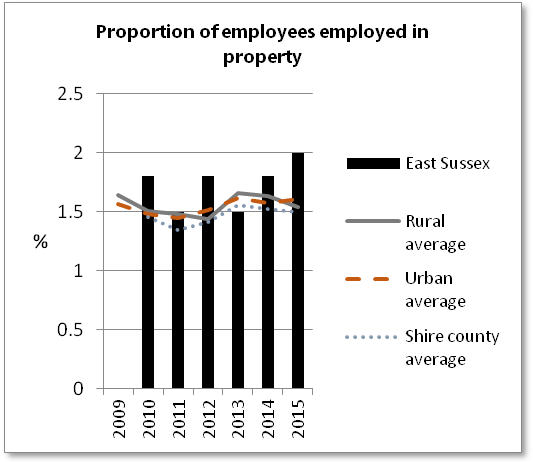 Proportion of employees employed in
property
2.5
2
1.5
1
0.5
0
%
2009
2010
2011
2012
2013
2014
2015
East Sussex
Rural
average
Urban
average
Shire county
average